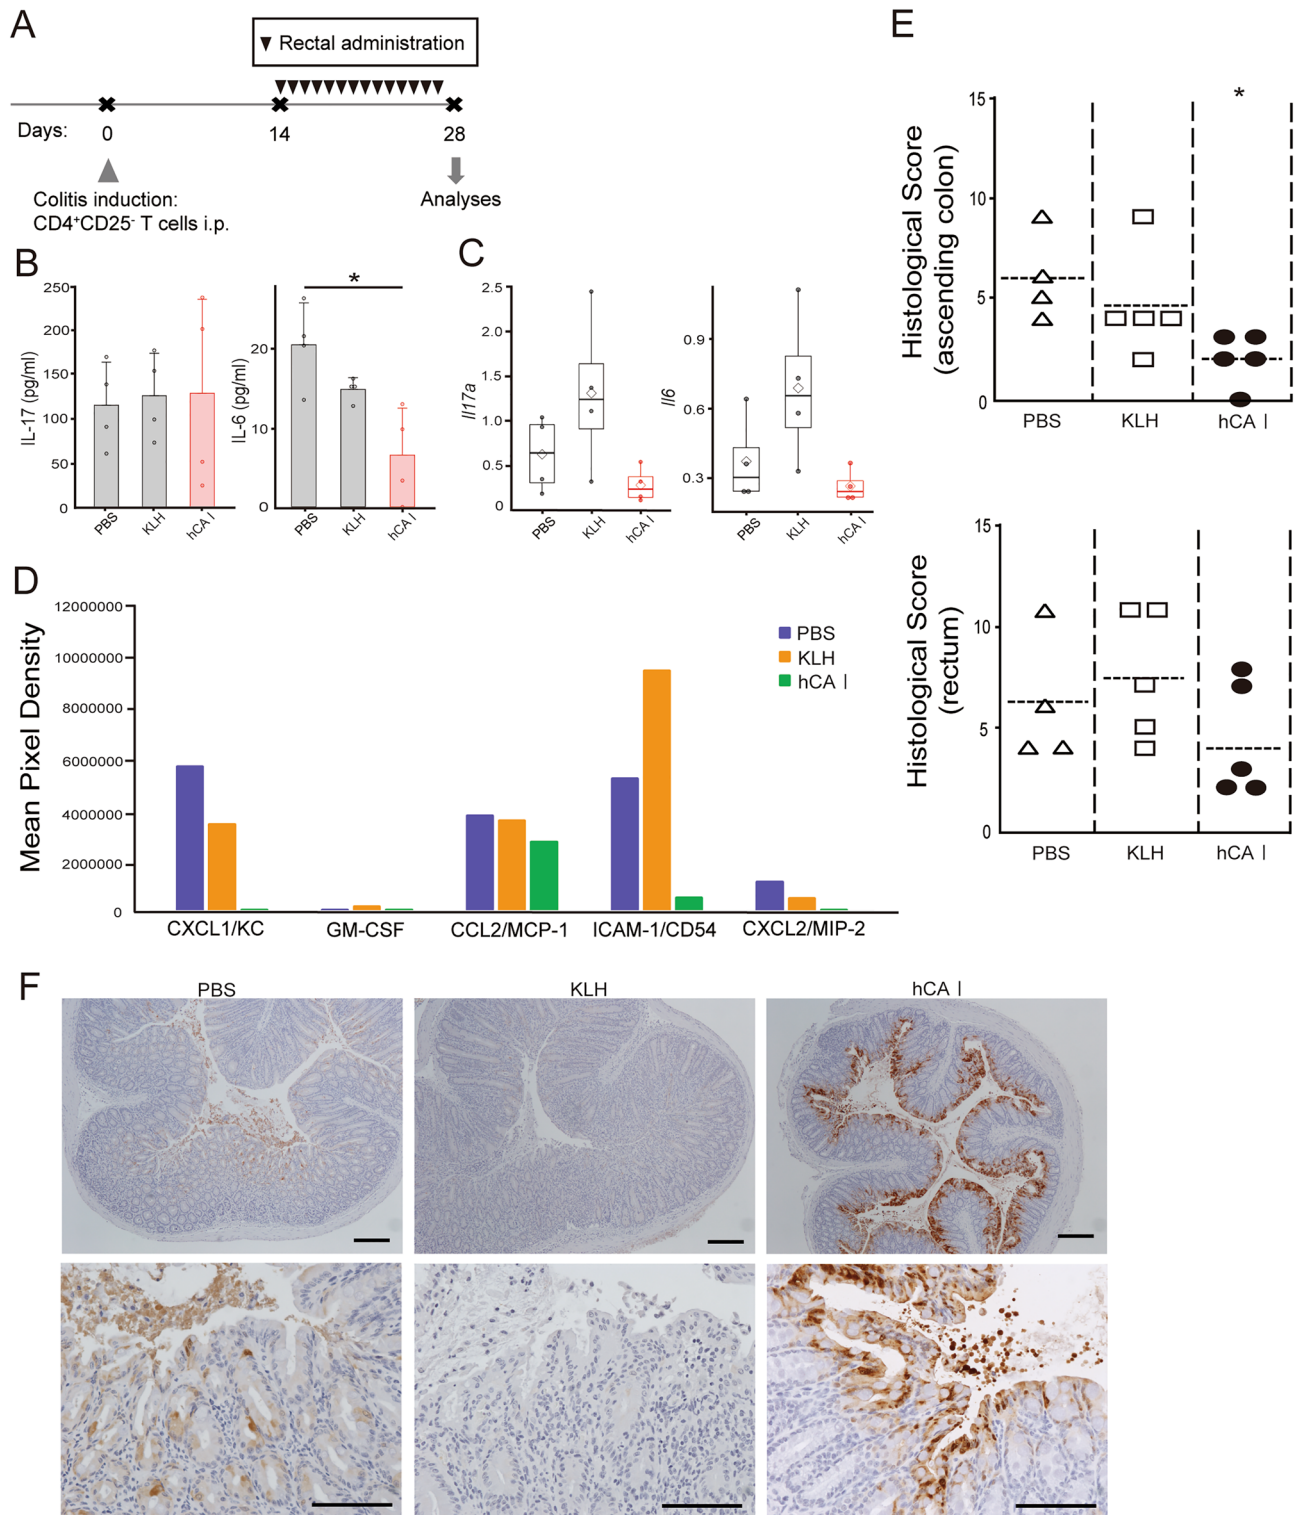 A
Rectal administration
Days: 0 14 28
Colitis induction:
CD4+CD25- T cells i.p.
Analyses
B
IL-17 (pg/ml)
250
200
150
100
50
0
PBS KLH hCA I
*
IL-6 (pg/ml)
20
10
0
PBS KLH hCA I
C
Il17a
2.5
2.0
1.5
1.0
0.5
0
PBS KLH hCA I
Il6
0.9
0.6
0.3
PBS KLH hCA I
D
Mean Pixel Density
12000000
10000000
8000000
6000000
4000000
2000000
0
PBS
KLH
hCA I
CXCL1/KC GM-CSF CCL2/MCP-1 ICAM-1/CD54 CXCL2/MIP-2
E
Histological Score
(ascending colon)
*
15
10
5
0
PBS KLH hCA I
Histological Score
(rectum)
15
10
5
0
PBS KLH hCA I
F
PBS KLH hCA I